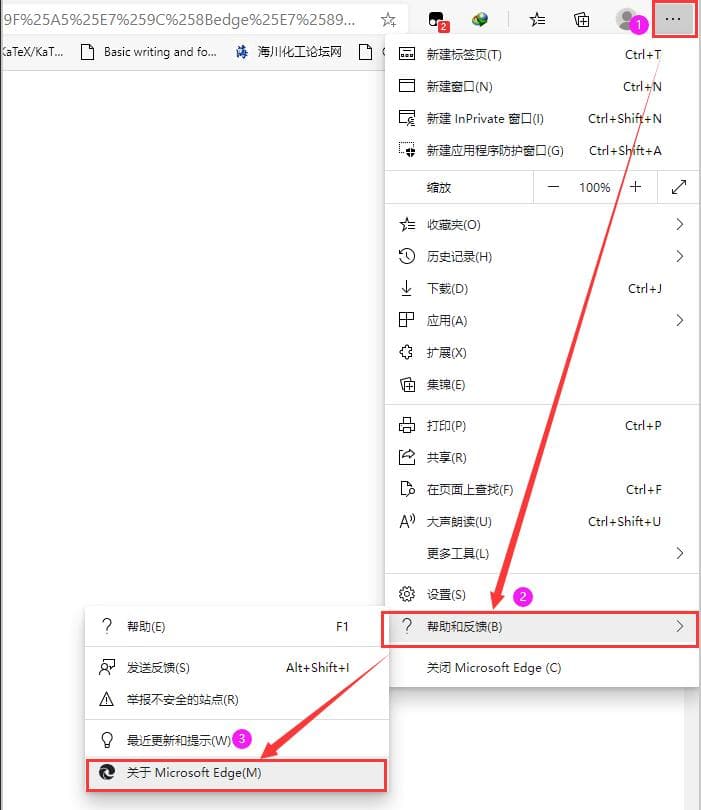 9F%25A5%25E7%259C%258Bedge%25E7%2589...
2
1
KaTeX/KaT...
Basic writing and fo...
海川化工论坛网
新建标签页(T) Ctrl+T
新建窗口(N) Ctrl+N
新建 InPrivate 窗口(I) Ctrl+Shift+N
新建应用程序防护窗口(G) Ctrl+Shift+A
缩放 — 100% +
收藏夹(O)
历史记录(H)
下载(D) Ctrl+J
应用(A)
扩展(X)
集锦(E)
打印(P) Ctrl+P
共享(R)
在页面上查找(F) Ctrl+F
大声朗读(U) Ctrl+Shift+U
更多工具(L)
设置(S) 2
帮助和反馈(B)
关闭 Microsoft Edge (C)
帮助(E) F1
发送反馈(S) Alt+Shift+I
举报不安全的站点(R)
最近更新和提示(W) 3
关于 Microsoft Edge(M)